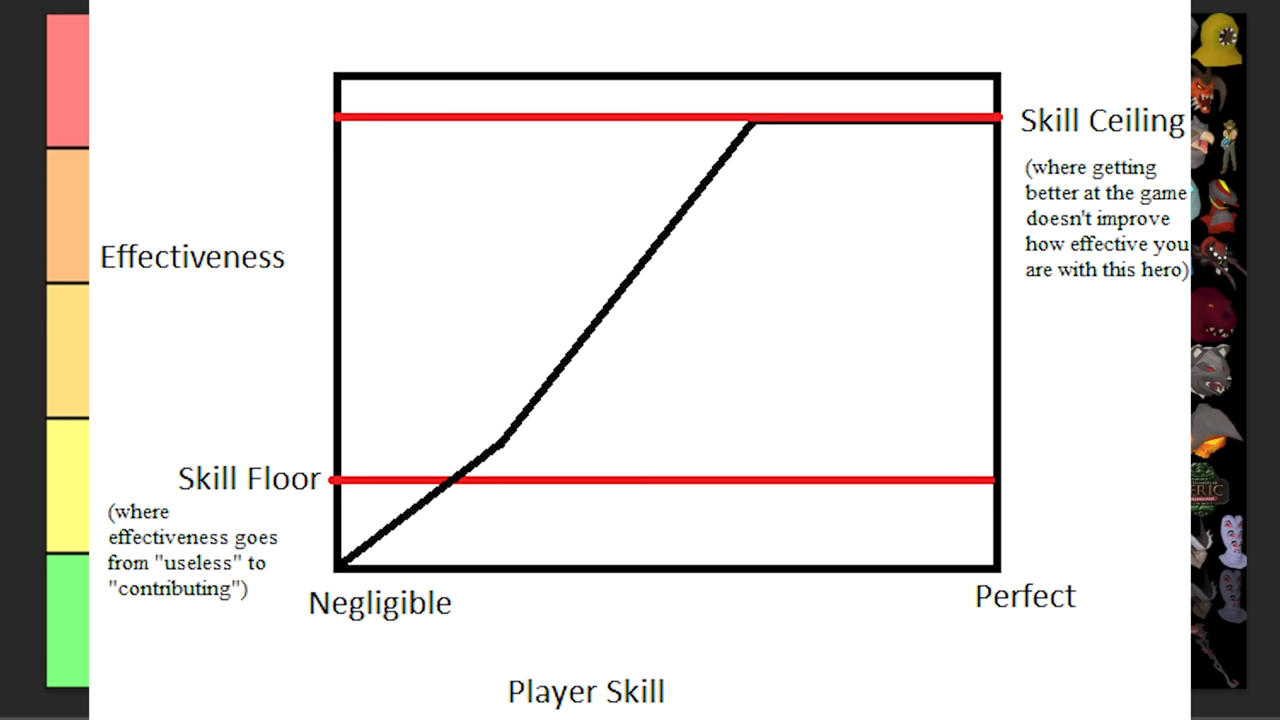 Skill Ceiling
(where getting
better at the game
doesn't improve
how effective you
are with this hero)
Effectiveness
Skill Floor
(where
effectiveness goes
from "useless" to
"contributing")
Negligible
Perfect
Player Skill